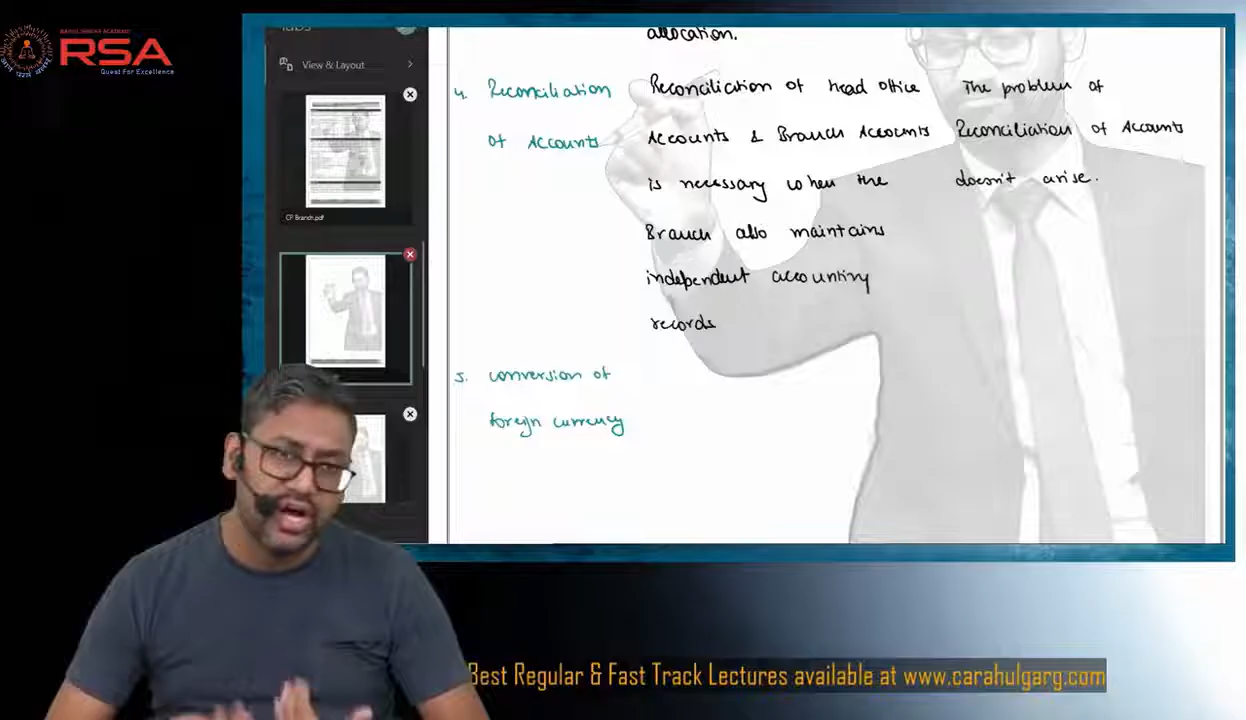 RSA
Quest For Excellence
View & Layout
CP Branch.pdf
allocation.
4. Reconciliation
of Accounts
Reconciliation of head office
Accounts & Branch Accounts
is necessary when the
Branch also maintains
independent accounting
records
The problem of
Reconciliation of Accounts
doesn't arise.
5. conversion of
foreign currency
Best Regular & Fast Track Lectures available at www.carahulgarg.com